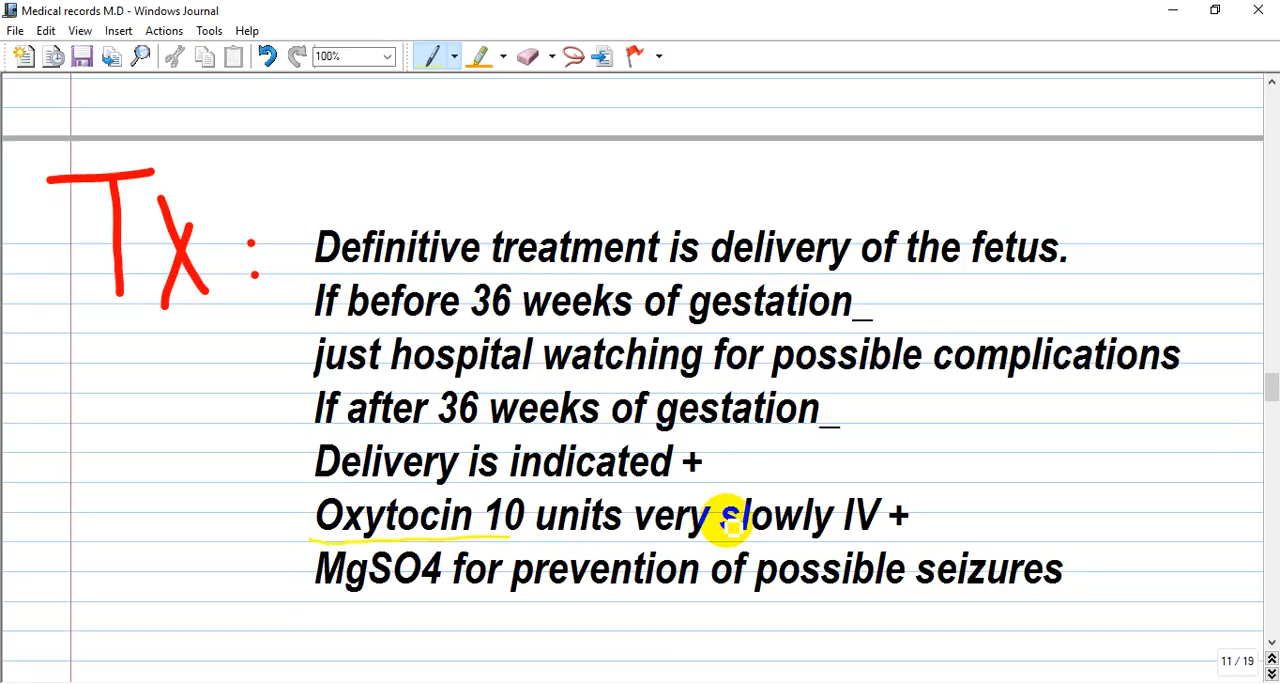 Medical records M.D - Windows Journal
File Edit View Insert Actions Tools Help
100%
Tx :
Definitive treatment is delivery of the fetus.
If before 36 weeks of gestation_
just hospital watching for possible complications
If after 36 weeks of gestation_
Delivery is indicated +
Oxytocin 10 units very slowly IV +
MgSO4 for prevention of possible seizures
11 / 19